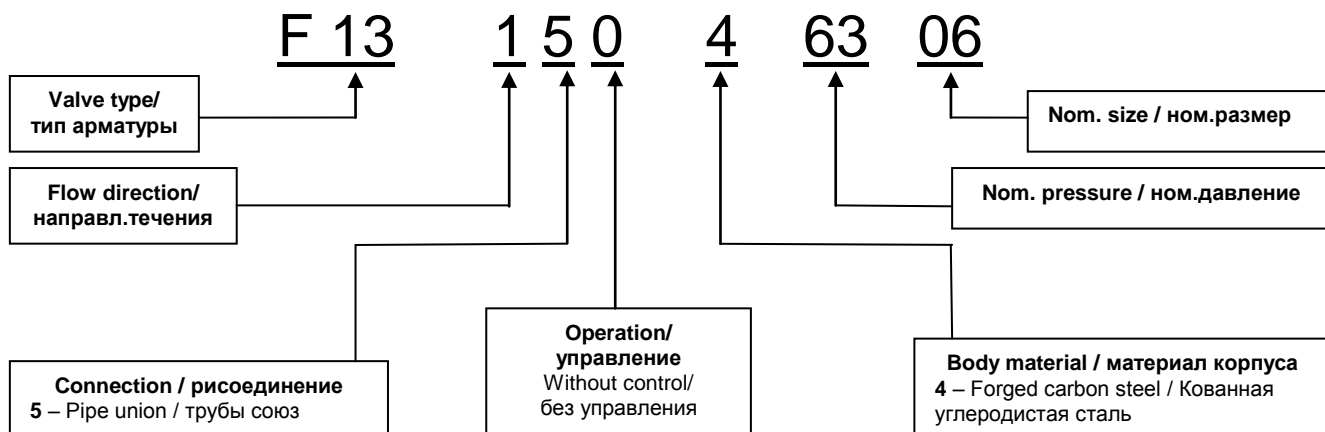 F 13 1 5 0 4 63 06
Valve type/
тип арматуры
Nom. size / ном.размер
Flow direction/
направл.течения
Nom. pressure / ном.давление
Operation/
управление
Without control/
без управления
Connection / рисоединение
5 – Pipe union / трубы союз
Body material / материал корпуса
4 – Forged carbon steel / Кованная
углеродистая сталь